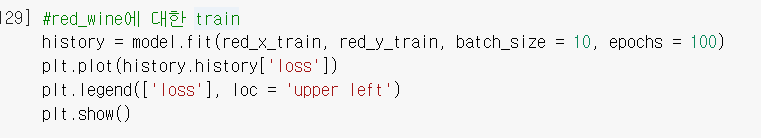 129] #red_wine에 대한 train
history = model.fit(red_x_train, red_y_train, batch_size = 10, epochs = 100)
plt.plot(history.history['loss'])
plt.legend(['loss'], loc = 'upper left')
plt.show()